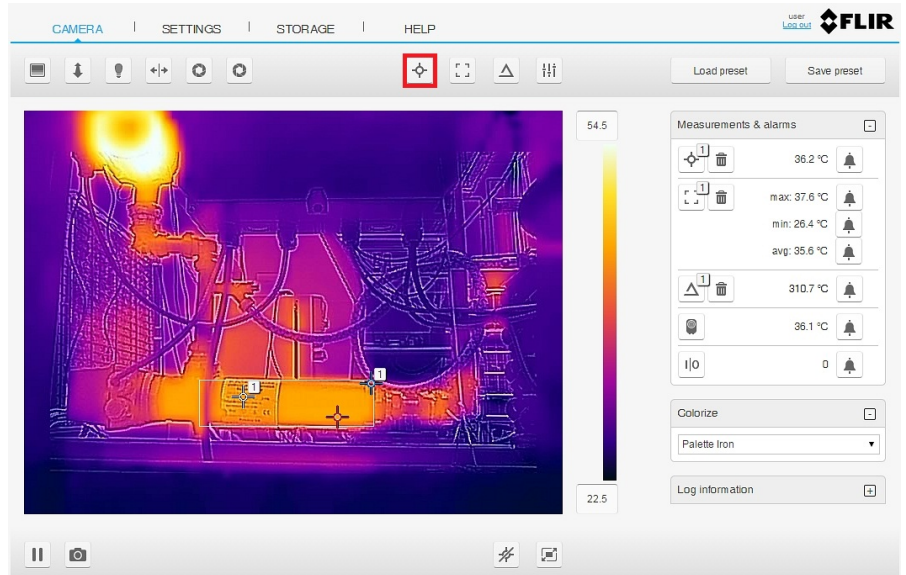 CAMERA | SETTINGS | STORAGE | HELP
user
Log out
FLIR
Load preset
Save preset
54.5
22.5
Measurements & alarms
1
36.2 °C
1
max: 37.6 °C
min: 26.4 °C
avg: 35.6 °C
1
310.7 °C
36.1 °C
I|O
0
Colorize
Palette Iron
Log information
1
1